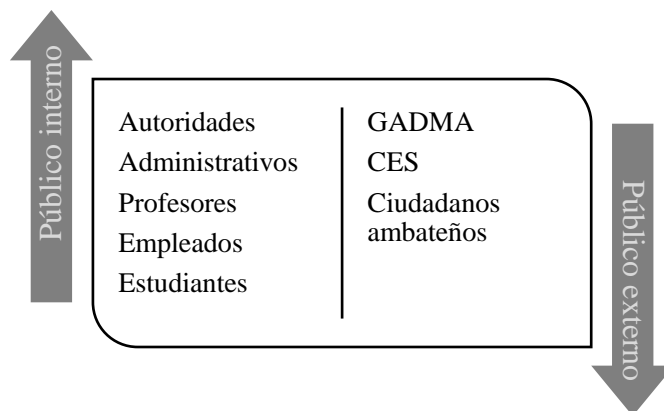 Público interno
Autoridades
Administrativos
Profesores
Empleados
Estudiantes
GADMA
CES
Ciudadanos
ambateños
Público externo